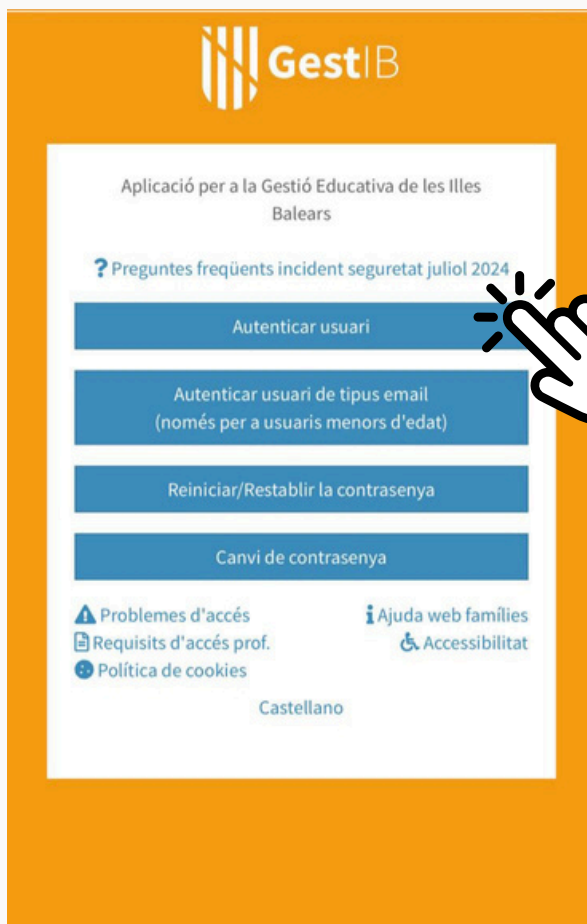 GestIB
Aplicació per a la Gestió Educativa de les Illes
Balears
? Preguntes freqüents incident seguretat juliol 2024
Autenticar usuari
Autenticar usuari de tipus email
(només per a usuaris menors d'edat)
Reiniciar/Restablir la contrasenya
Canvi de contrasenya
Problemes d'accés
Ajuda web famílies
Requisits d'accés prof.
Accessibilitat
Política de cookies
Castellano